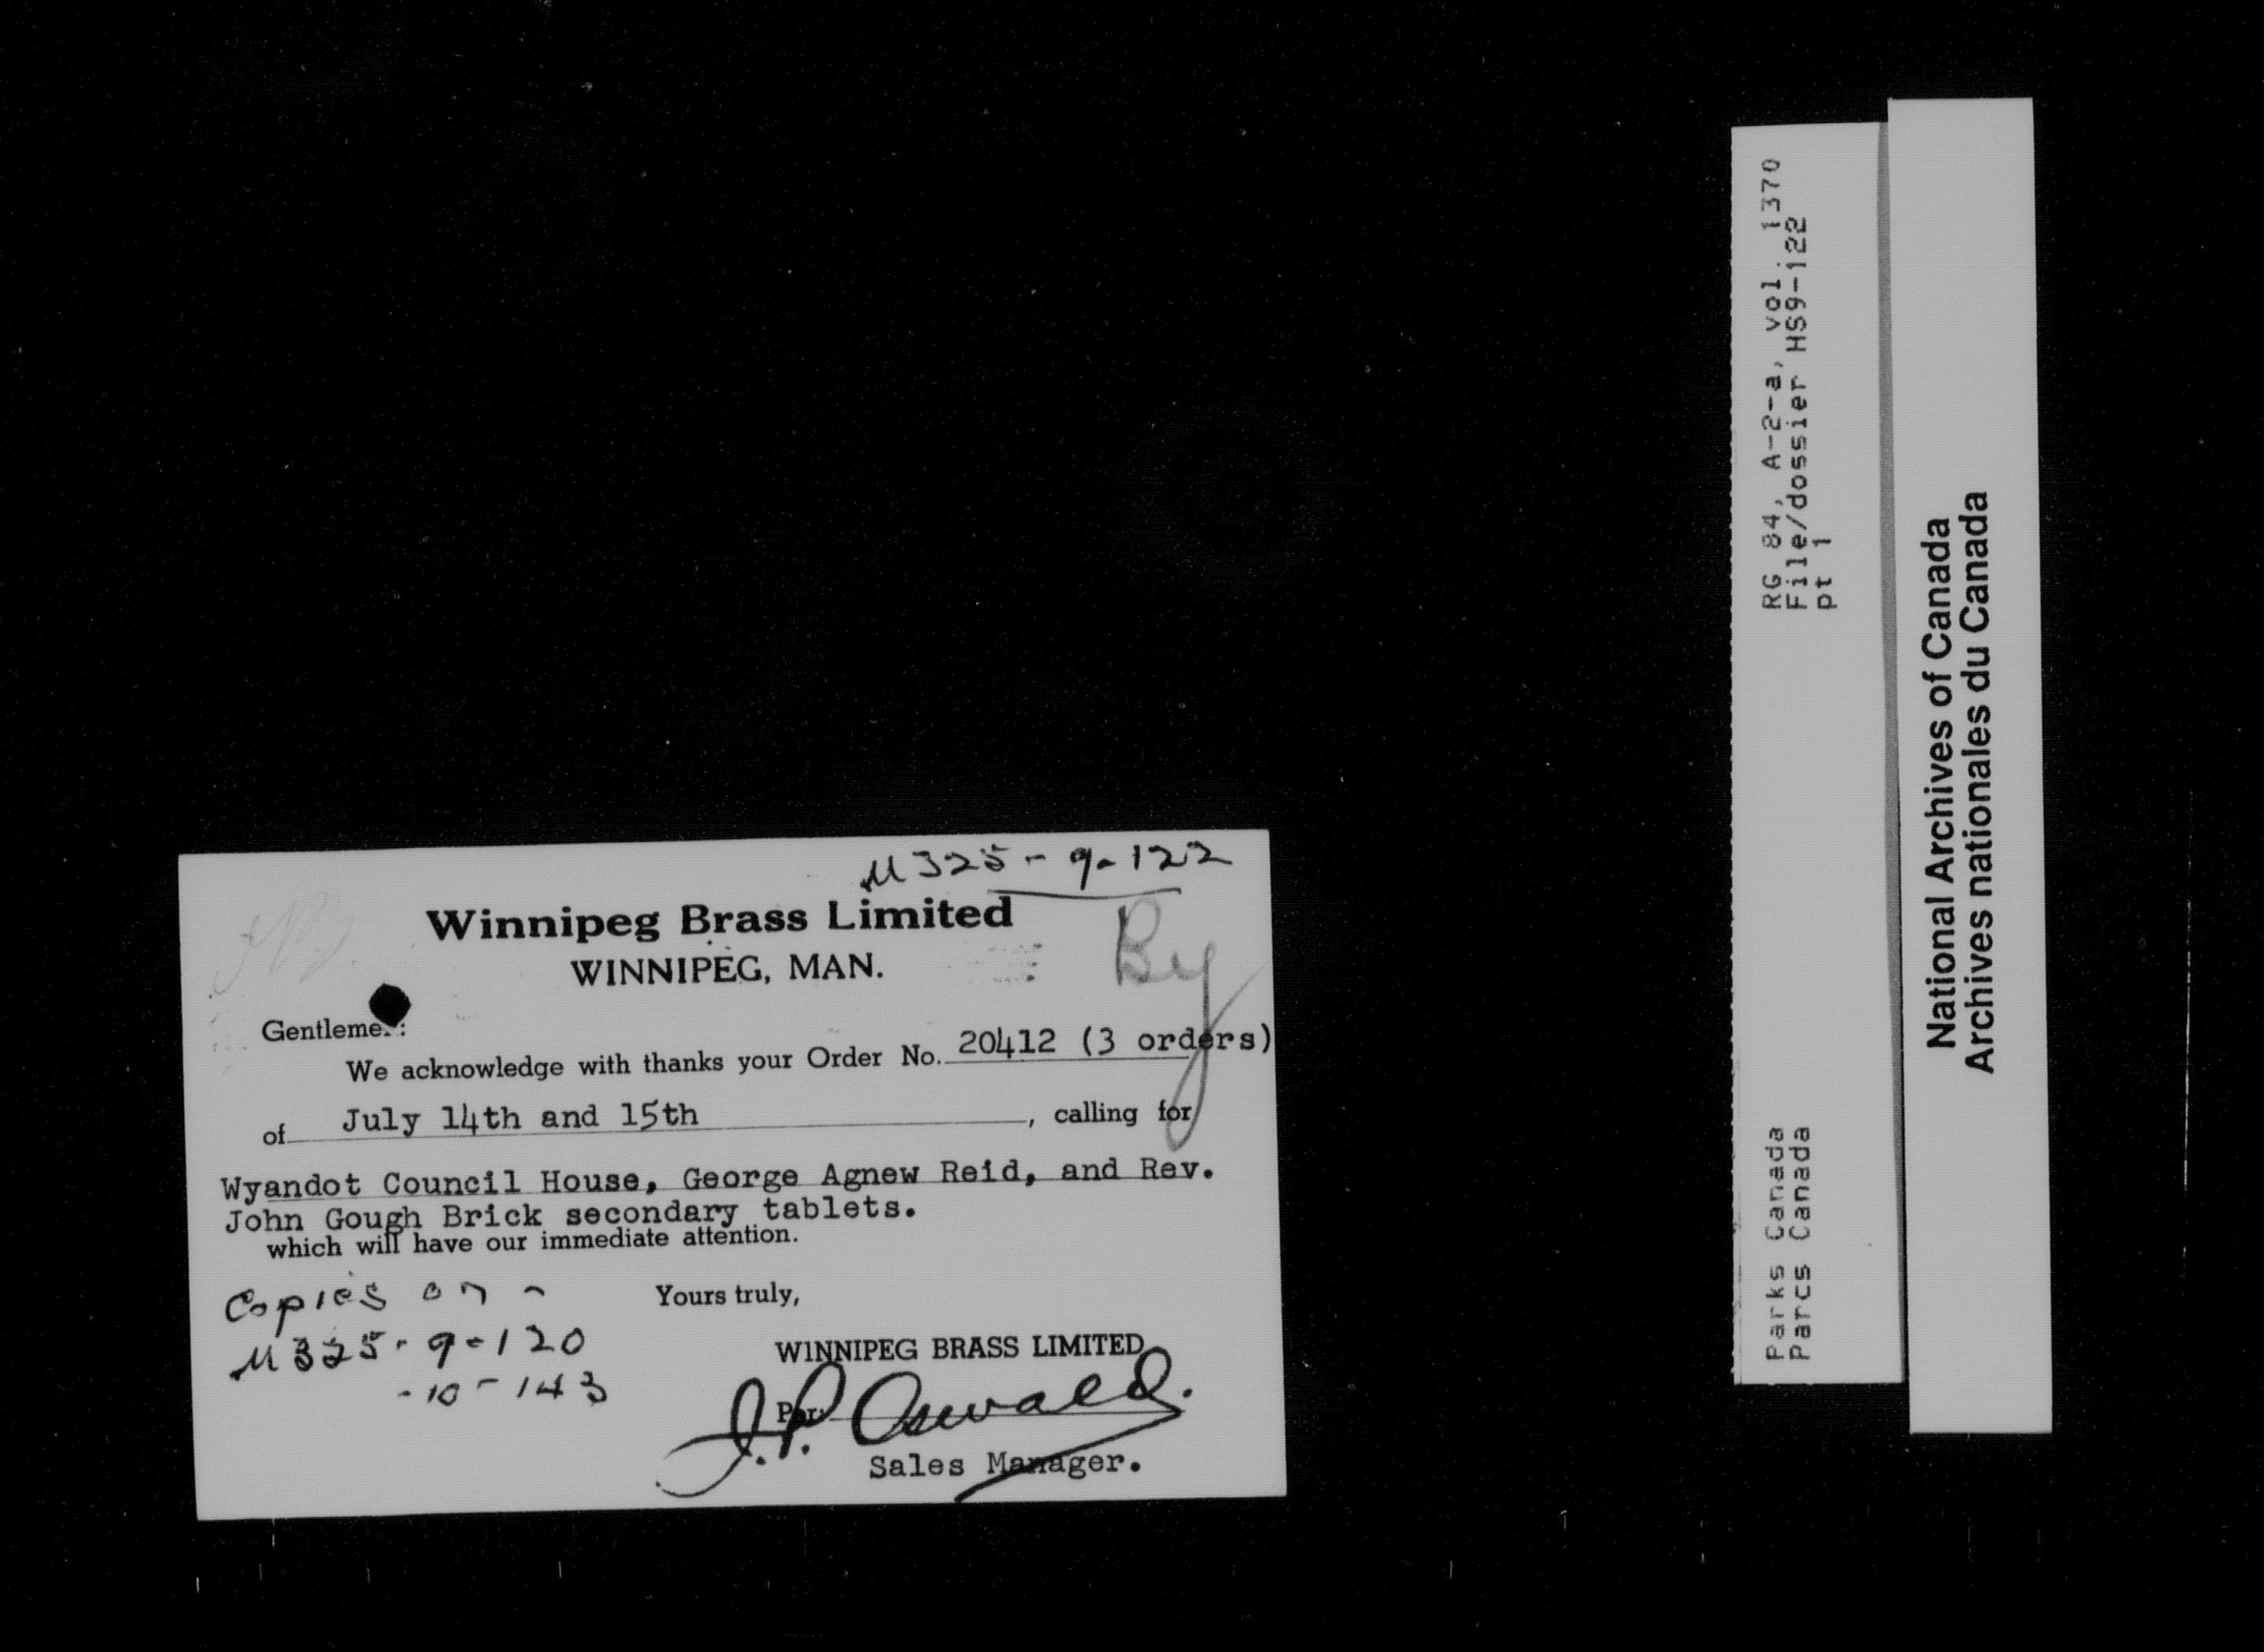 M325-9-122
Winnipeg Brass Limited
WINNIPEG, MAN.
By
Gentlemen:
We acknowledge with thanks your Order No. 20412 (3 orders)
of July 14th and 15th, calling for
Wyandot Council House, George Agnew Reid, and Rev.
John Gough Brick secondary tablets.
which will have our immediate attention.
Copies on -
M325-9-120
-10-143
Yours truly,
WINNIPEG BRASS LIMITED
Per: J.P. Oswald.
Sales Manager.
RG 84, A-2-a, vol. 1370
File/dossier HS9-122
pt 1
Parks Canada
Parcs Canada
National Archives of Canada
Archives nationales du Canada